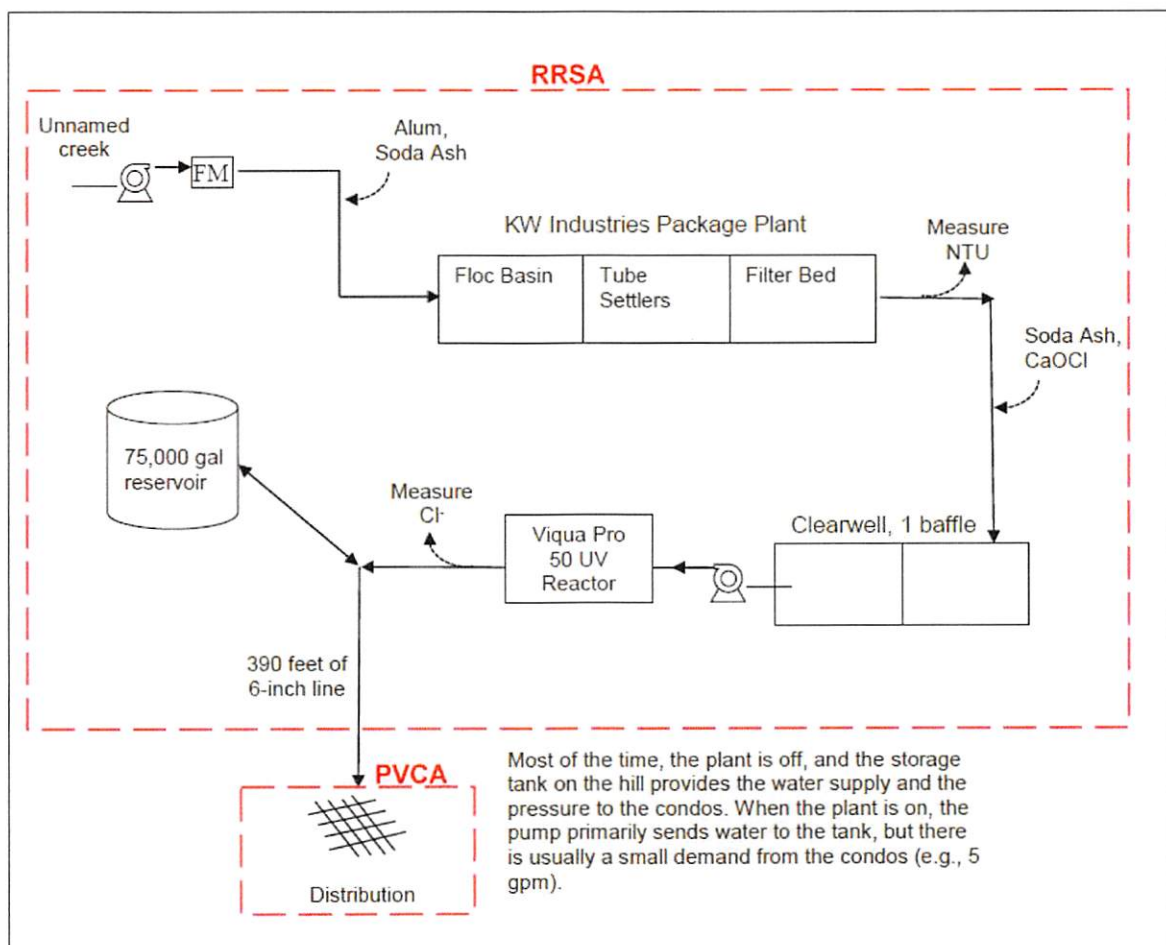 RRSA
Unnamed
creek
FM
Alum,
Soda Ash
KW Industries Package Plant
Floc Basin
Tube
Settlers
Filter Bed
Measure
NTU
Soda Ash,
CaOCl
75,000 gal
reservoir
Measure
Cl-
Viqua Pro
50 UV
Reactor
Clearwell, 1 baffle
390 feet of
6-inch line
PVCA
Distribution
Most of the time, the plant is off, and the storage
tank on the hill provides the water supply and the
pressure to the condos. When the plant is on, the
pump primarily sends water to the tank, but there
is usually a small demand from the condos (e.g., 5
gpm).